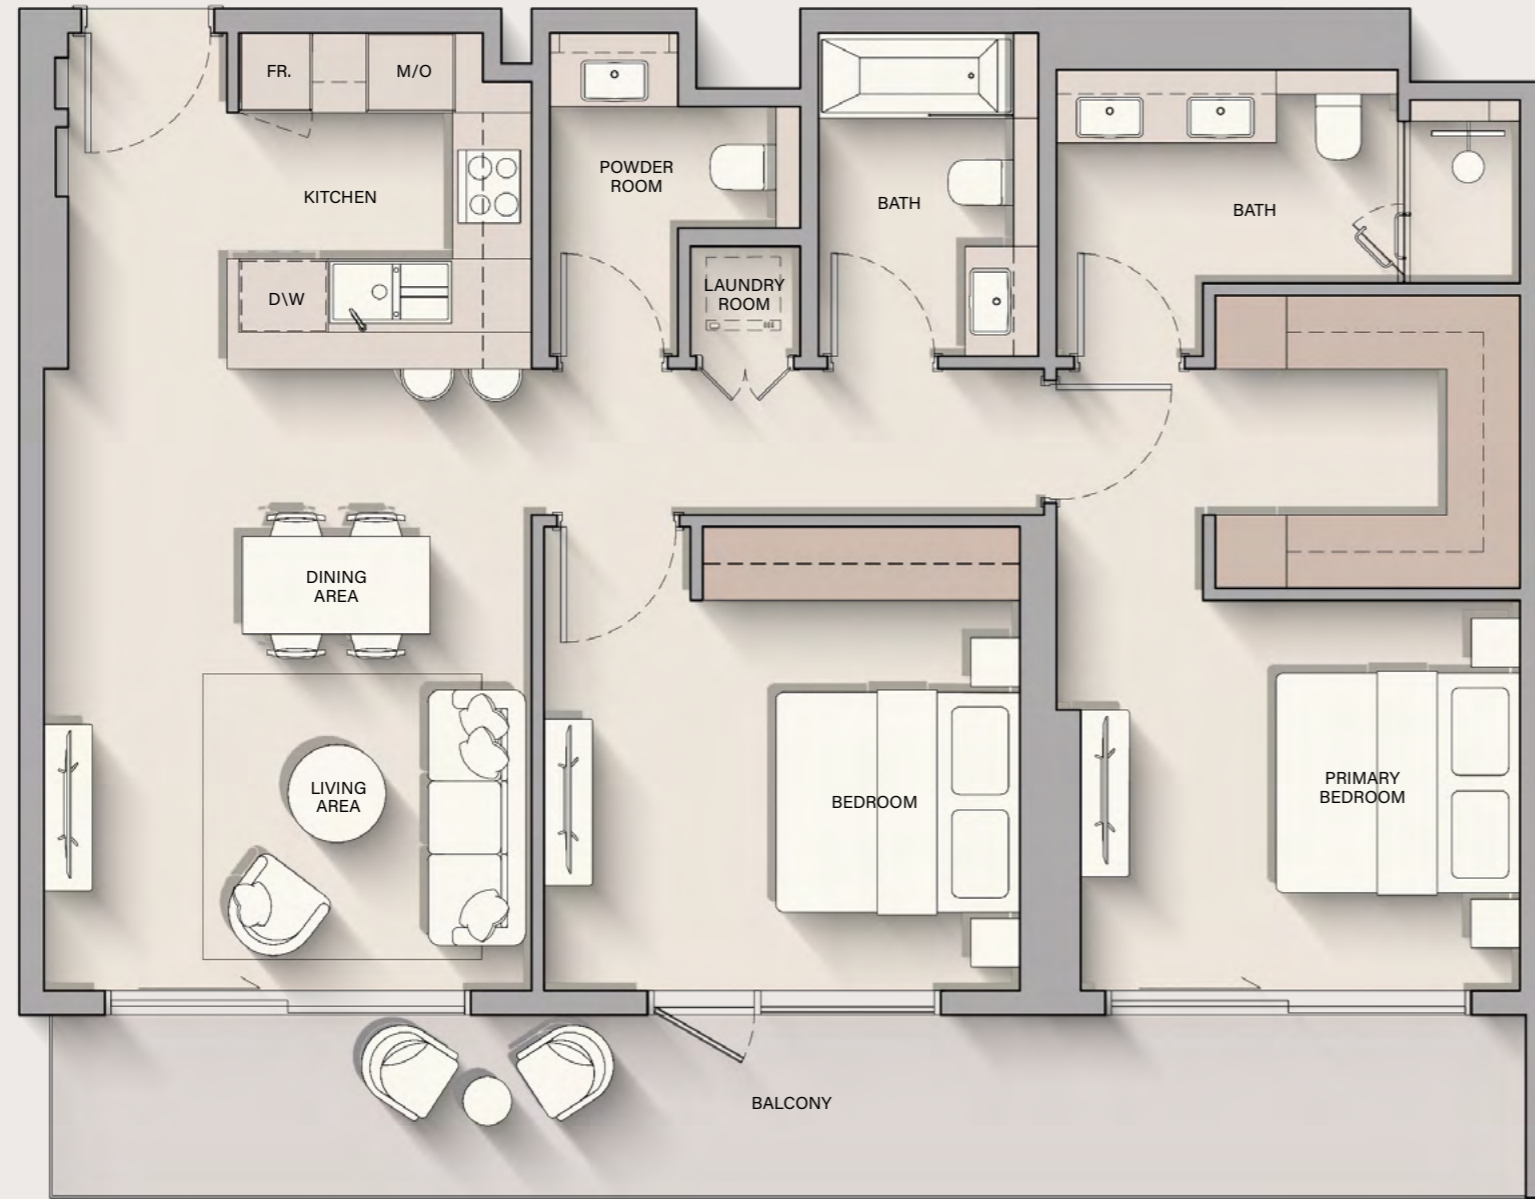 FR.
M/O
KITCHEN
D\W
POWDER
ROOM
LAUNDRY
ROOM
BATH
BATH
DINING
AREA
LIVING
AREA
BEDROOM
PRIMARY
BEDROOM
BALCONY